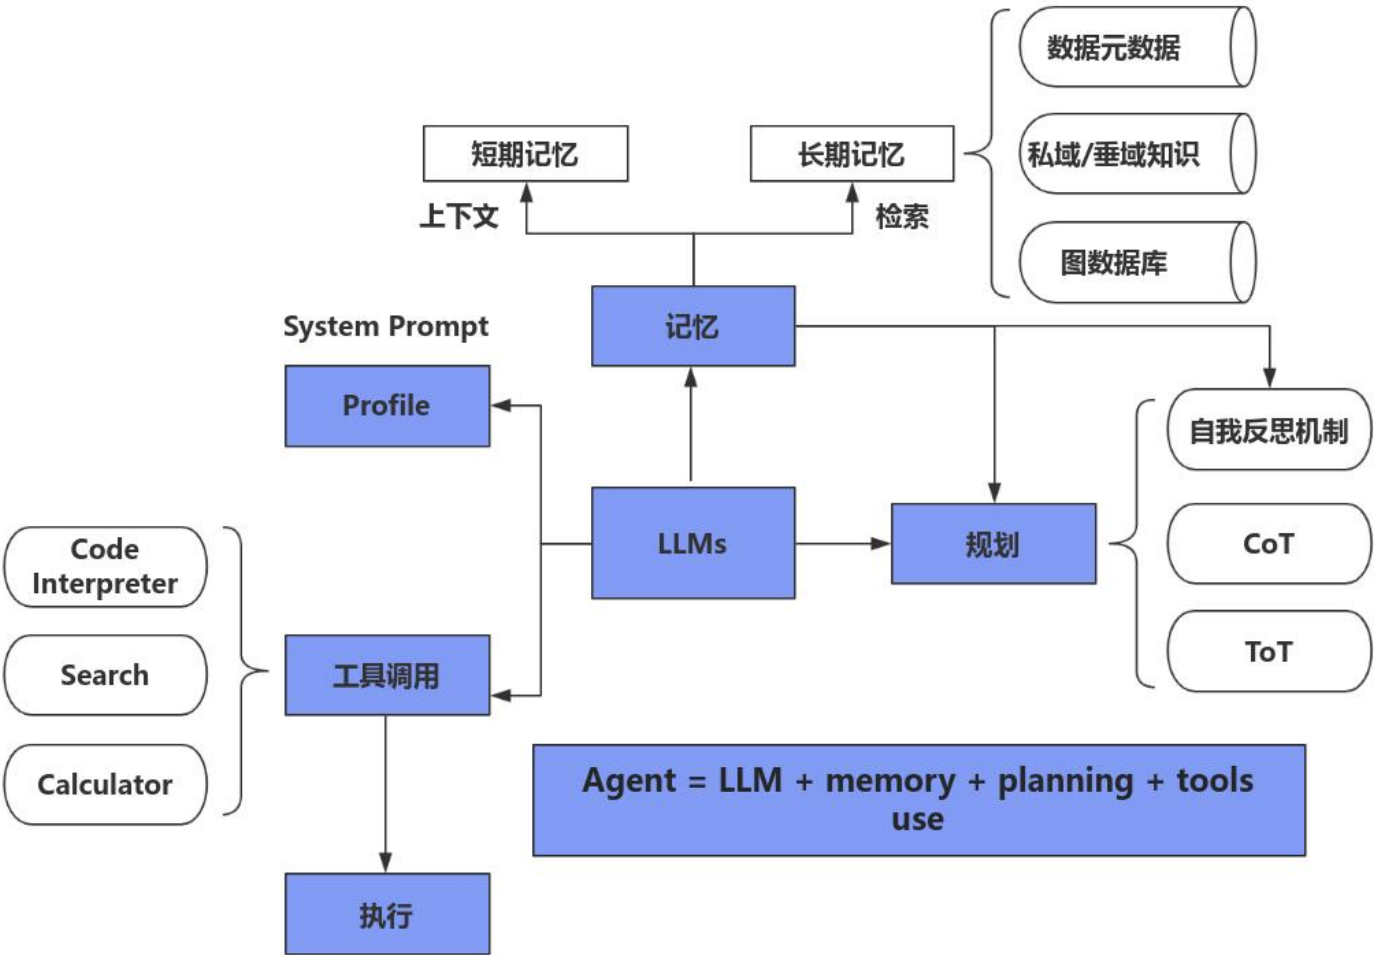 数据元数据
短期记忆
长期记忆
私域/垂域知识
上下文
检索
图数据库
System Prompt
记忆
Profile
自我反思机制
LLMs
规划
CoT
Code
Interpreter
Search
工具调用
ToT
Calculator
Agent = LLM + memory + planning + tools
use
执行